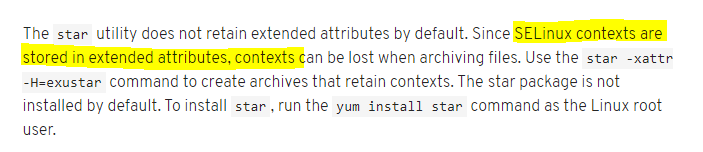 The star utility does not retain extended attributes by default. Since SELinux contexts are
stored in extended attributes, contexts can be lost when archiving files. Use the star -xattr
-H=exustar command to create archives that retain contexts. The star package is not
installed by default. To install star , run the yum install star command as the Linux root
user.